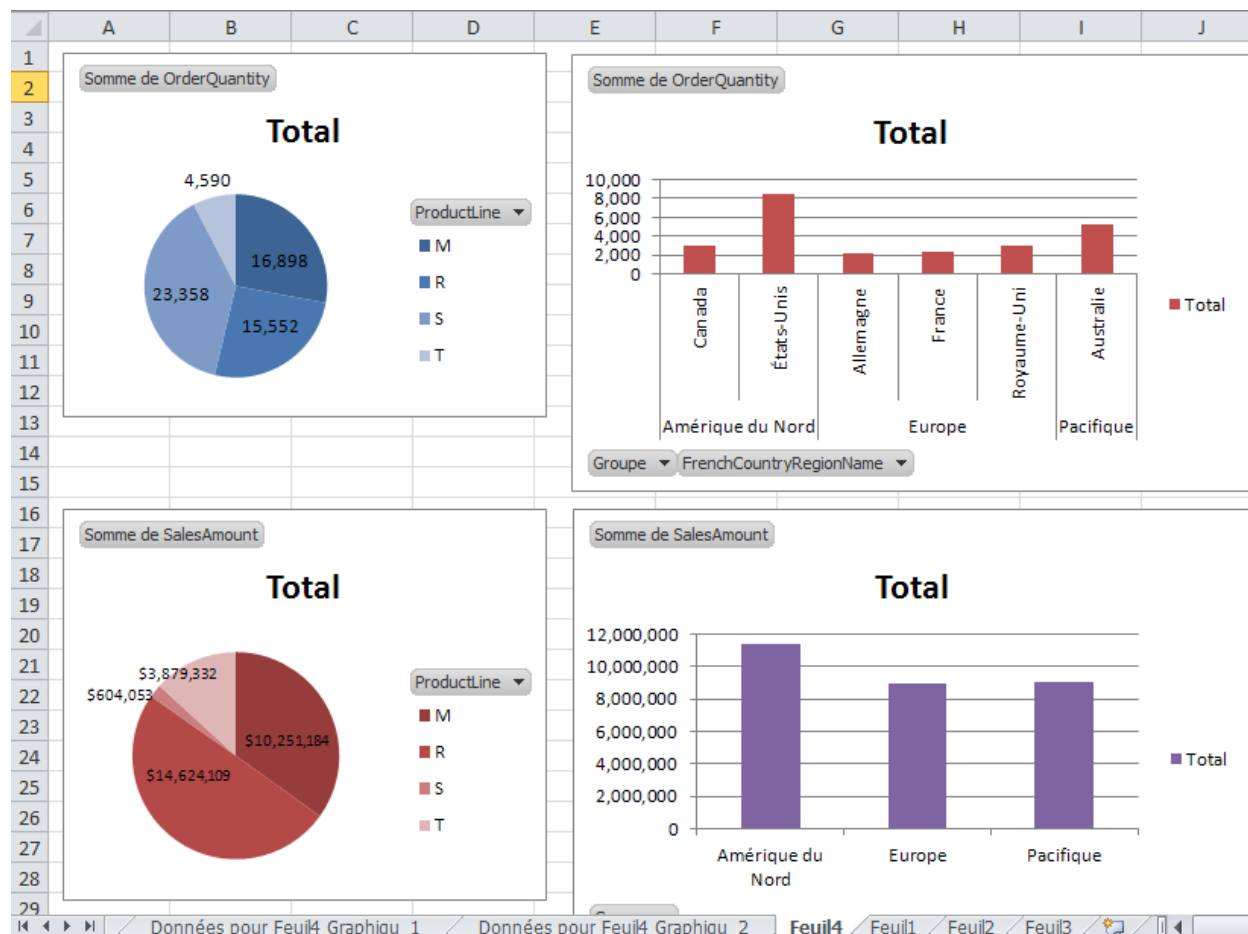 A B C D E F G H I J
1
2
3
4
5
6
7
8
9
10
11
12
13
14
15
16
17
18
19
20
21
22
23
24
25
26
27
28
29
Somme de OrderQuantity
Total
4,590
16,898
23,358
15,552
ProductLine
M
R
S
T
Somme de OrderQuantity
Total
10,000
8,000
6,000
4,000
2,000
0
Canada
États-Unis
Allemagne
France
Royaume-Uni
Australie
Amérique du Nord
Europe
Pacifique
Total
Groupe
FrenchCountryRegionName
Somme de SalesAmount
Total
$3,879,332
$604,053
$10,251,184
$14,624,109
ProductLine
M
R
S
T
Somme de SalesAmount
Total
12,000,000
10,000,000
8,000,000
6,000,000
4,000,000
2,000,000
0
Amérique du
Nord
Europe
Pacifique
Total
Données pour Feuil4 Graphiqu 1
Données pour Feuil4 Graphiqu 2
Feuil4
Feuil1
Feuil2
Feuil3